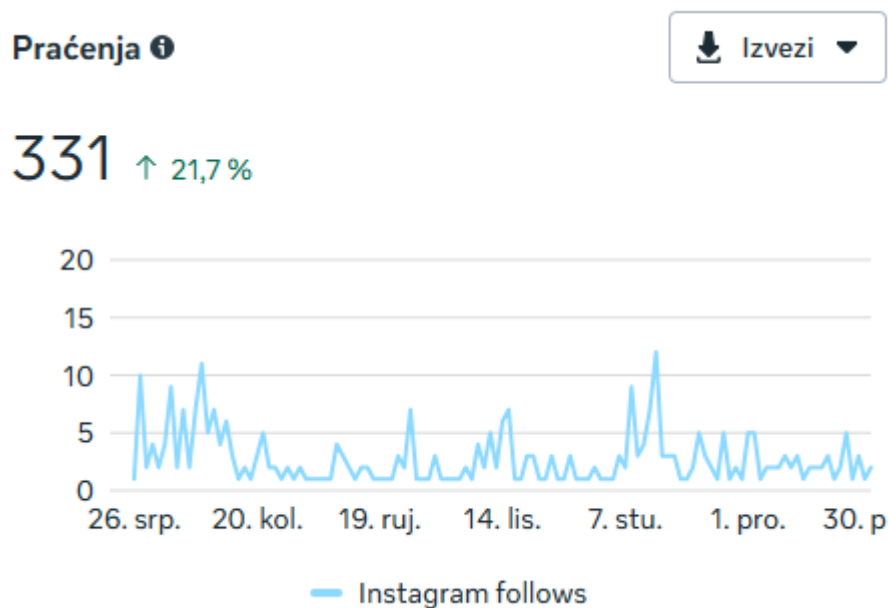 Praćenja
Izvezi
331 ↑ 21,7 %
20
15
10
5
0
26. srp. 20. kol. 19. ruj. 14. lis. 7. stu. 1. pro. 30. p
Instagram follows